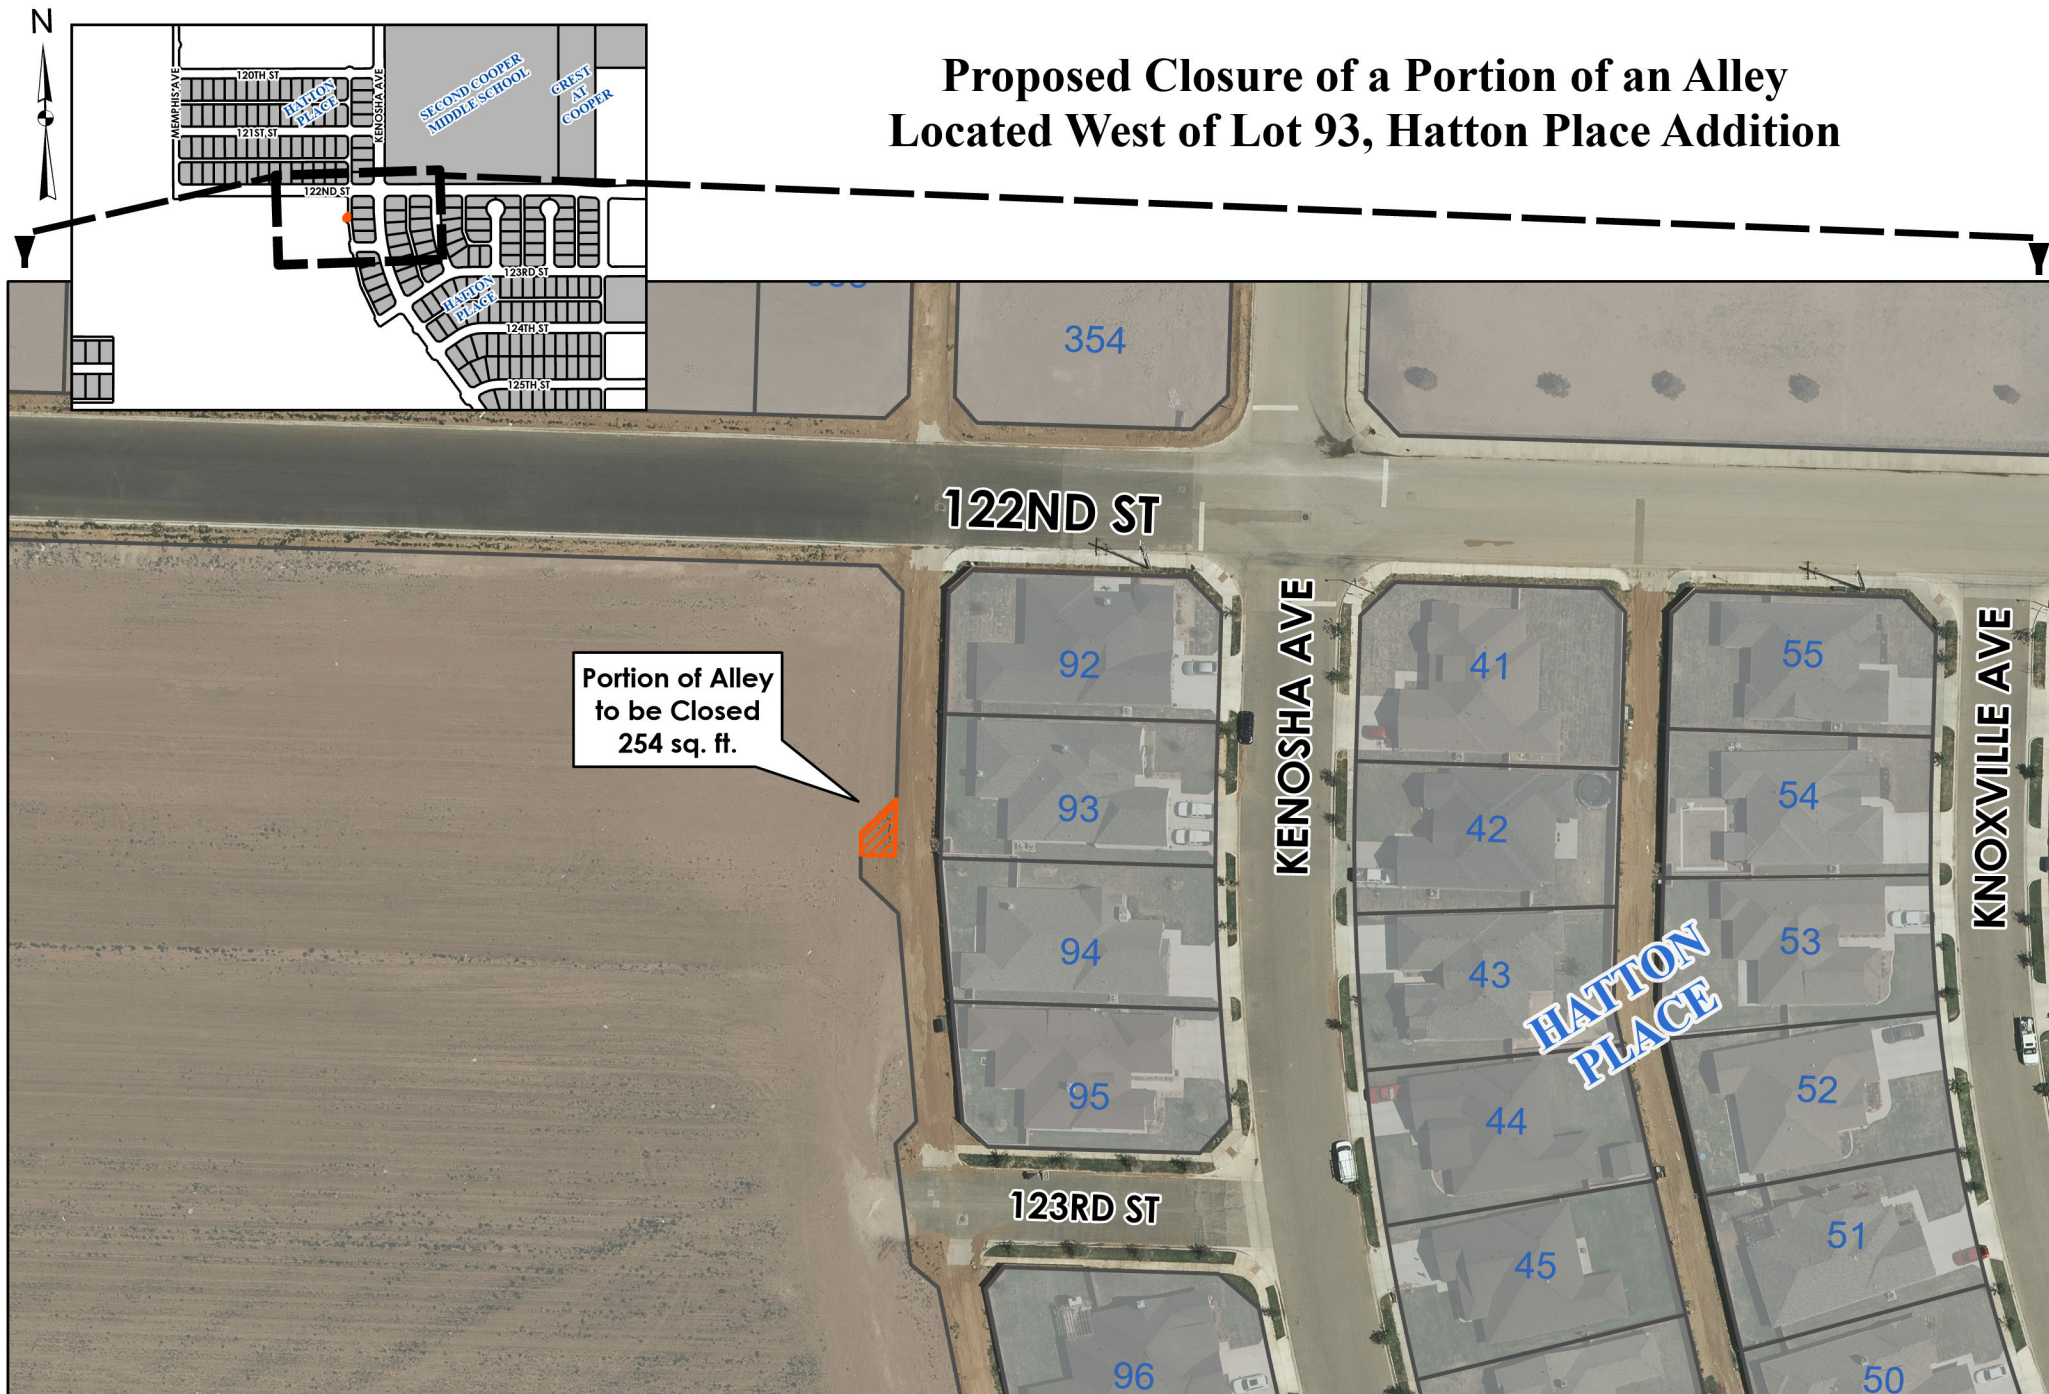 N
Proposed Closure of a Portion of an Alley
Located West of Lot 93, Hatton Place Addition
MEMPHIS AVE
120TH ST
HATTON
PLACE
KENOSHA AVE
121ST ST
SECOND COOPER
MIDDLE SCHOOL
CREST
AT
COOPER
122ND ST
123RD ST
HATTON
PLACE
124TH ST
125TH ST
354
122ND ST
Portion of Alley
to be Closed
254 sq. ft.
92
93
94
95
96
KENOSHA AVE
41
42
43
44
45
HATTON
PLACE
55
54
53
52
51
50
KNOXVILLE AVE
123RD ST